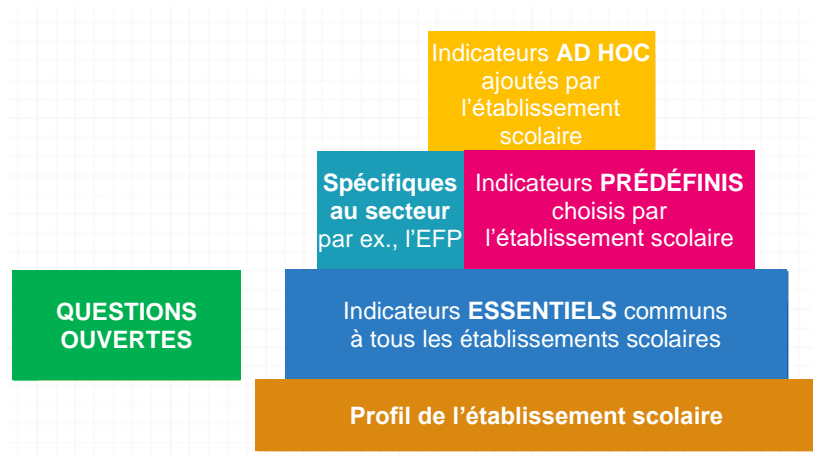 Indicateurs AD HOC
ajoutés par
l'établissement
scolaire
Spécifiques
au secteur
par ex., l'EFP
Indicateurs PRÉDÉFINIS
choisis par
l'établissement scolaire
QUESTIONS
OUVERTES
Indicateurs ESSENTIELS communs
à tous les établissements scolaires
Profil de l'établissement scolaire